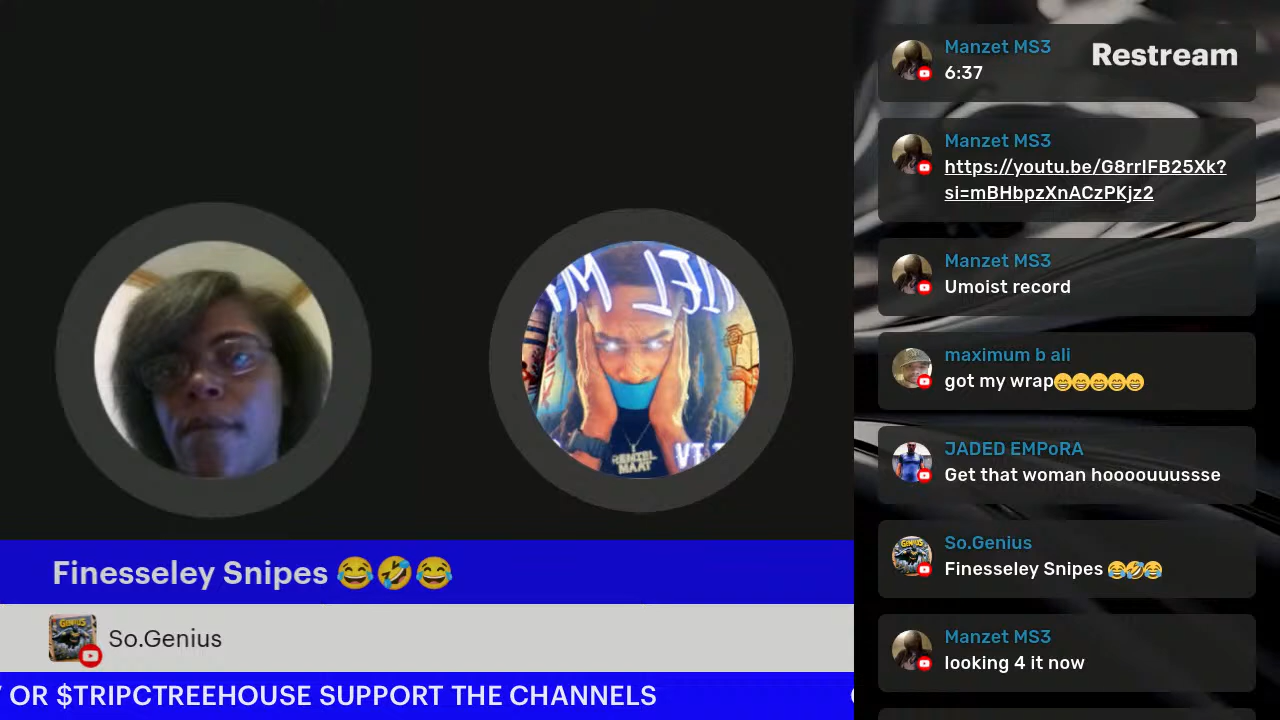 REMIEL
MAAT
Finesseley Snipes 😂🤣😂
So.Genius
OR $TRIPCTREEHOUSE SUPPORT THE CHANNELS
Restream
Manzet MS3
6:37
Manzet MS3
https://youtu.be/G8rrIFB25Xk?
si=mBHbpzXnACzPKjz2
Manzet MS3
Umoist record
maximum b ali
got my wrap😁😁😁😁😁
JADED EMPoRA
Get that woman hoooouuussse
So.Genius
Finesseley Snipes 😂🤣😂
Manzet MS3
looking 4 it now